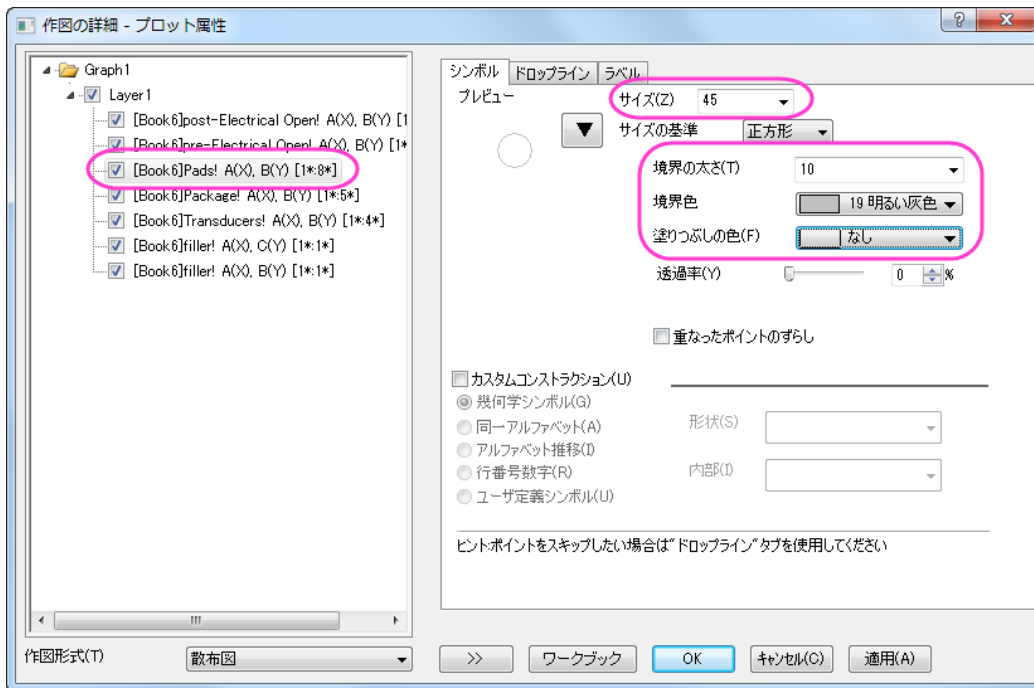 作図の詳細 - プロット属性
Graph1
Layer1
[Book6]post-Electrical Open! A(X), B(Y) [1
[Book6]pre-Electrical Open! A(X), B(Y) [1*
[Book6]Pads! A(X), B(Y) [1*:8*]
[Book6]Package! A(X), B(Y) [1*:5*]
[Book6]Transducers! A(X), B(Y) [1*:4*]
[Book6]filler! A(X), C(Y) [1*:1*]
[Book6]filler! A(X), B(Y) [1*:1*]
作図形式(T) 散布図
シンボル ドロップライン ラベル
プレビュー
サイズ(Z) 45
サイズの基準 正方形
境界の太さ(T) 10
境界色 19 明るい灰色
塗りつぶしの色(F) なし
透過率(Y) 0 %
重なったポイントのずらし
カスタムコンストラクション(U)
幾何学シンボル(G)
同一アルファベット(A)
アルファベット推移(I)
行番号数字(R)
ユーザ定義シンボル(U)
形状(S)
内部(I)
ヒント:ポイントをスキップしたい場合は"ドロップライン"タブを使用してください
>> ワークブック OK キャンセル(C) 適用(A)